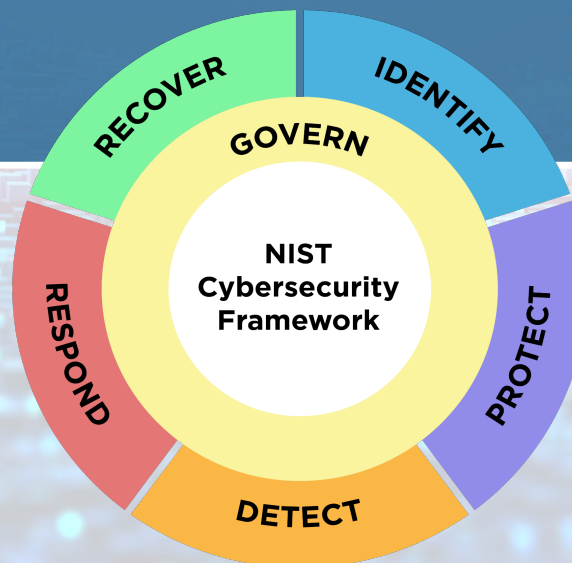 RECOVER
IDENTIFY
GOVERN
NIST
Cybersecurity
Framework
RESPOND
PROTECT
DETECT